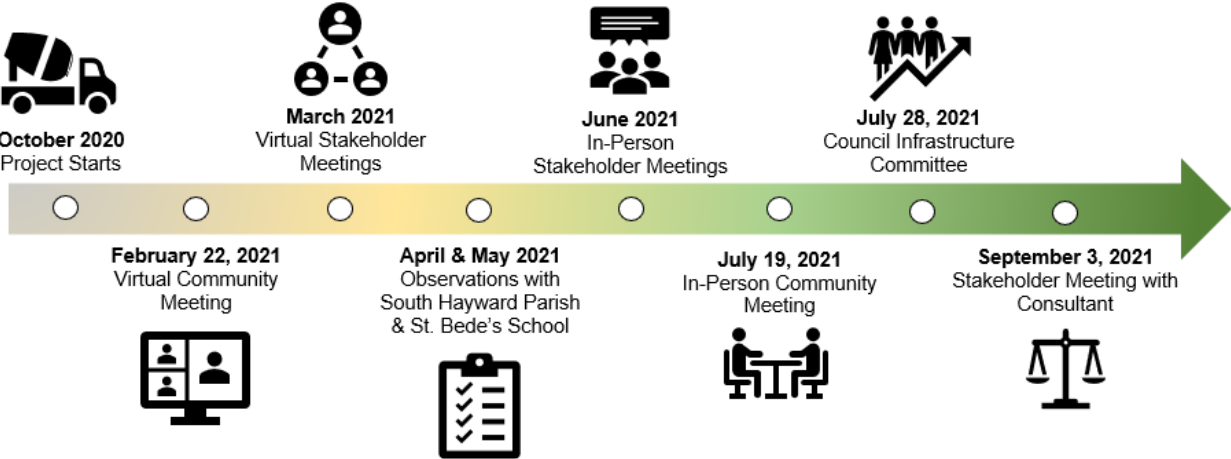 October 2020
Project Starts
February 22, 2021
Virtual Community
Meeting
March 2021
Virtual Stakeholder
Meetings
April & May 2021
Observations with
South Hayward Parish
& St. Bede's School
June 2021
In-Person
Stakeholder Meetings
July 19, 2021
In-Person Community
Meeting
July 28, 2021
Council Infrastructure
Committee
September 3, 2021
Stakeholder Meeting with
Consultant